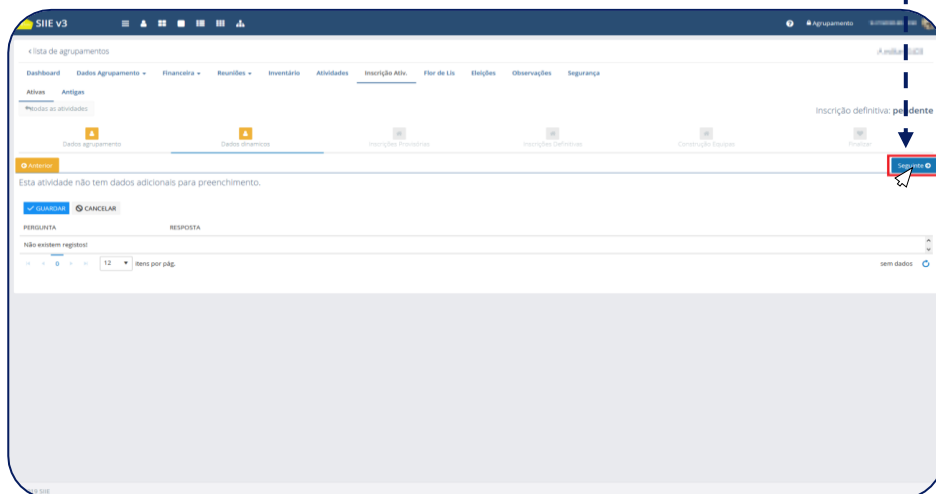 SIIE v3
Agrupamento
lista de agrupamentos
Dashboard Dados Agrupamento Financeira Reuniões Inventário Atividades Inscrição Ativ. Flor de Lis Eleições Observações Segurança
Ativas Antigas
todas as atividades
Inscrição definitiva: pendente
Dados agrupamento Dados dinamicos Inscrições Provisórias Inscrições Definitivas Construção Equipas Finalizar
Anterior Seguinte
Esta atividade não tem dados adicionais para preenchimento.
GUARDAR CANCELAR
PERGUNTA RESPOSTA
Não existem registos!
0 12 itens por pág. sem dados
SIIE